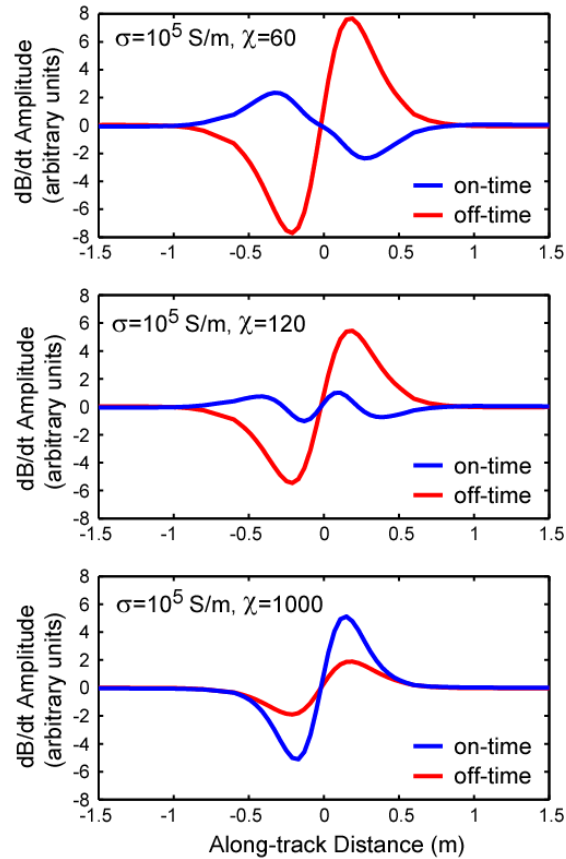 8
6
4
2
0
-2
-4
-6
-8
dB/dt Amplitude
(arbitrary units)
σ=10⁵ S/m, χ=60
on-time
off-time
-1.5 -1 -0.5 0 0.5 1 1.5
8
6
4
2
0
-2
-4
-6
-8
dB/dt Amplitude
(arbitrary units)
σ=10⁵ S/m, χ=120
on-time
off-time
-1.5 -1 -0.5 0 0.5 1 1.5
8
6
4
2
0
-2
-4
-6
8
dB/dt Amplitude
(arbitrary units)
σ=10⁵ S/m, χ=1000
on-time
off-time
-1.5 -1 -0.5 0 0.5 1 1.5
Along-track Distance (m)